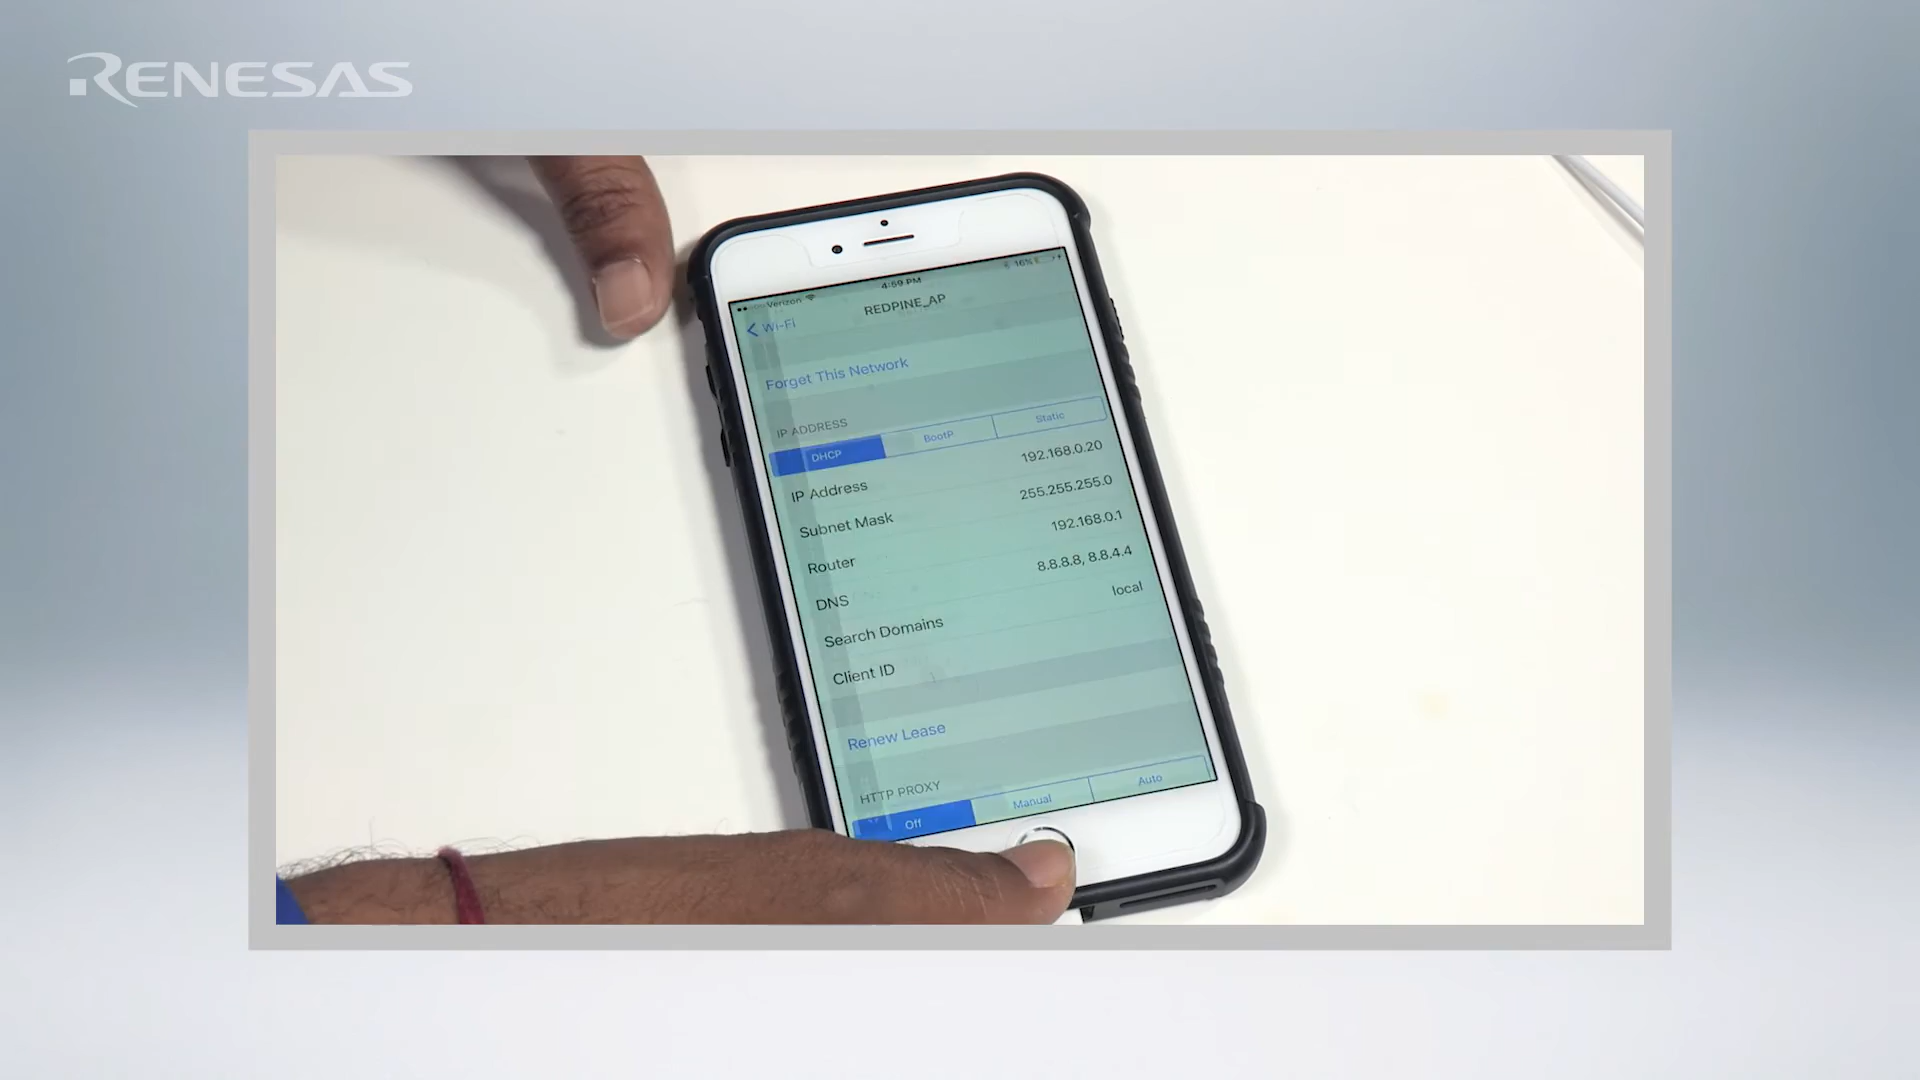 RENESAS
Verizon 4:59 PM 16%
Wi-Fi REDPINE_AP
Forget This Network
IP ADDRESS
DHCP BootP Static
IP Address 192.168.0.20
Subnet Mask 255.255.255.0
Router 192.168.0.1
DNS 8.8.8.8, 8.8.4.4
Search Domains local
Client ID
Renew Lease
HTTP PROXY
Off Manual Auto